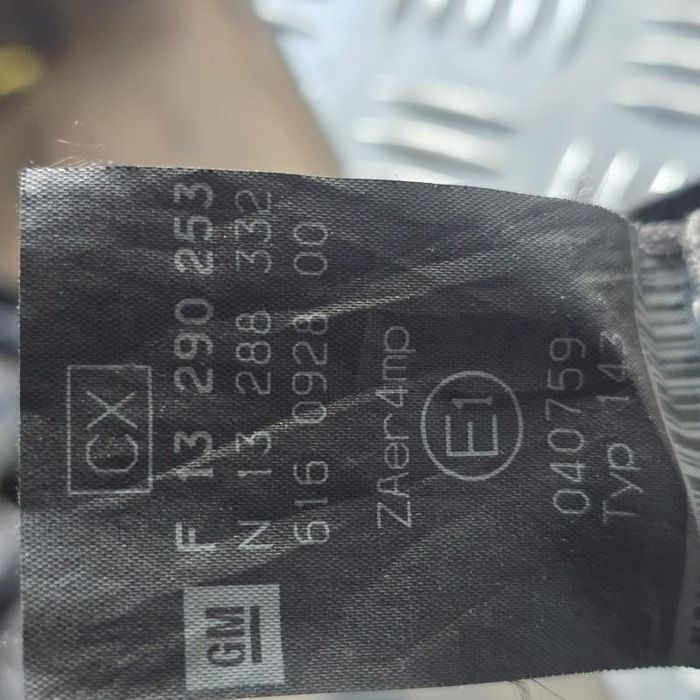 CX
GM
F 13 290 253
N 13 288 332
616 0928 00
ZAer4mp
E1
040759
Typ 143